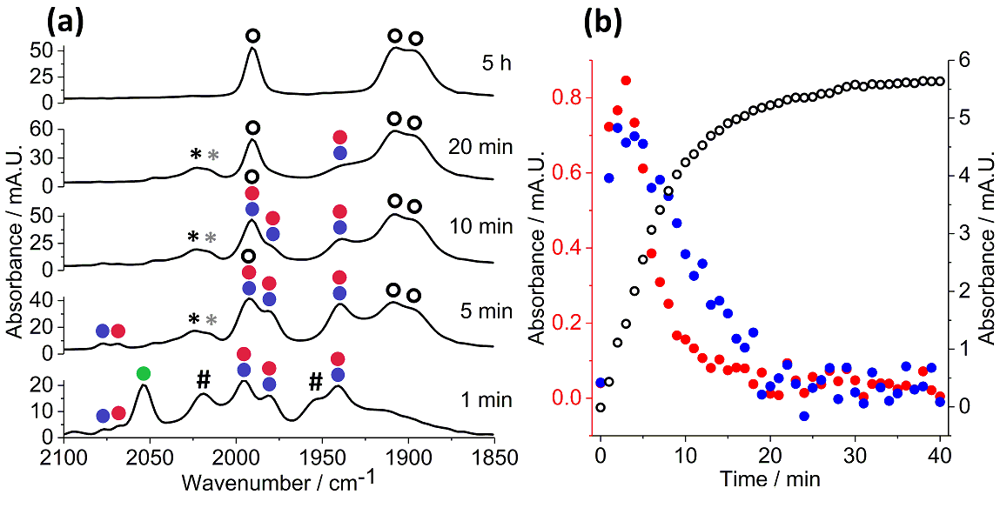 (a)
50
25
0
5 h
60
30
0
* *
20 min
50
25
0
* *
10 min
40
20
0
* *
5 min
20
10
0
# #
1 min
2100 2050 2000 1950 1900 1850
Wavenumber / cm-1
Absorbance / mA.U.
(b)
0.8
0.6
0.4
0.2
0.0
Absorbance / mA.U.
6
5
4
3
2
1
0
Absorbance / mA.U.
0 10 20 30 40
Time / min